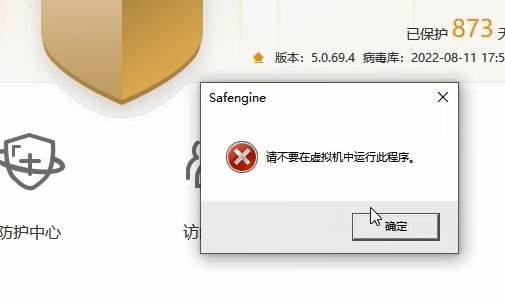 已保护 873 天
版本：5.0.69.4 病毒库：2022-08-11 17:5
Safengine
请不要在虚拟机中运行此程序。
确定
防护中心
访